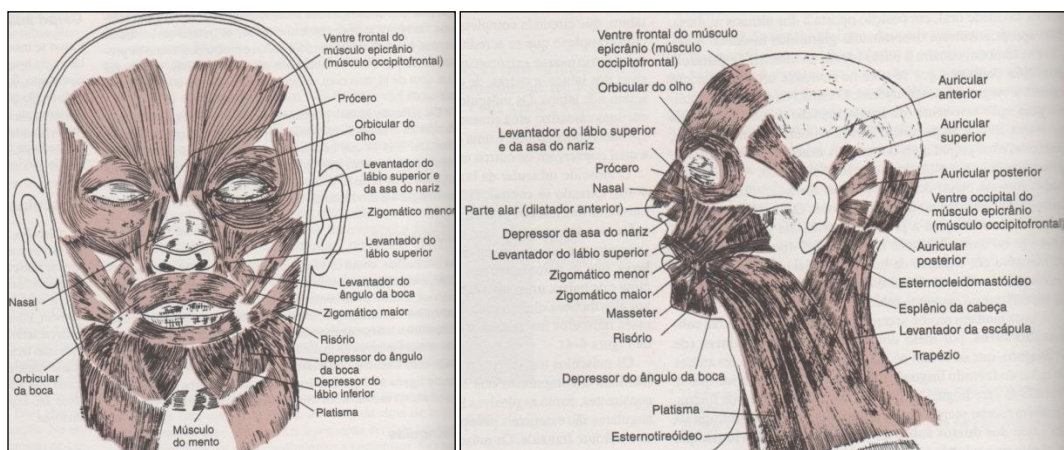 Ventre frontal do
músculo epicrânio
(músculo occipitofrontal)
Prócero
Orbicular do
olho
Levantador do
lábio superior e
da asa do nariz
Zigomático menor
Levantador do
lábio superior
Levantador do
ângulo da boca
Zigomático maior
Risório
Depressor do ângulo
da boca
Depressor do
lábio inferior
Platisma
Nasal
Orbicular
da boca
Músculo
do mento
Ventre frontal do músculo
epicrânio (músculo
occipitofrontal)
Orbicular do olho
Levantador do lábio superior
e da asa do nariz
Prócero
Nasal
Parte alar (dilatador anterior)
Depressor da asa do nariz
Levantador do lábio superior
Zigomático menor
Zigomático maior
Masseter
Risório
Depressor do ângulo da boca
Platisma
Esternotireóideo
Auricular
anterior
Auricular
superior
Auricular posterior
Ventre occipital do
músculo epicrânio
(músculo occipitofrontal)
Auricular
posterior
Esternocleidomastóideo
Esplênio da cabeça
Levantador da escápula
Trapézio